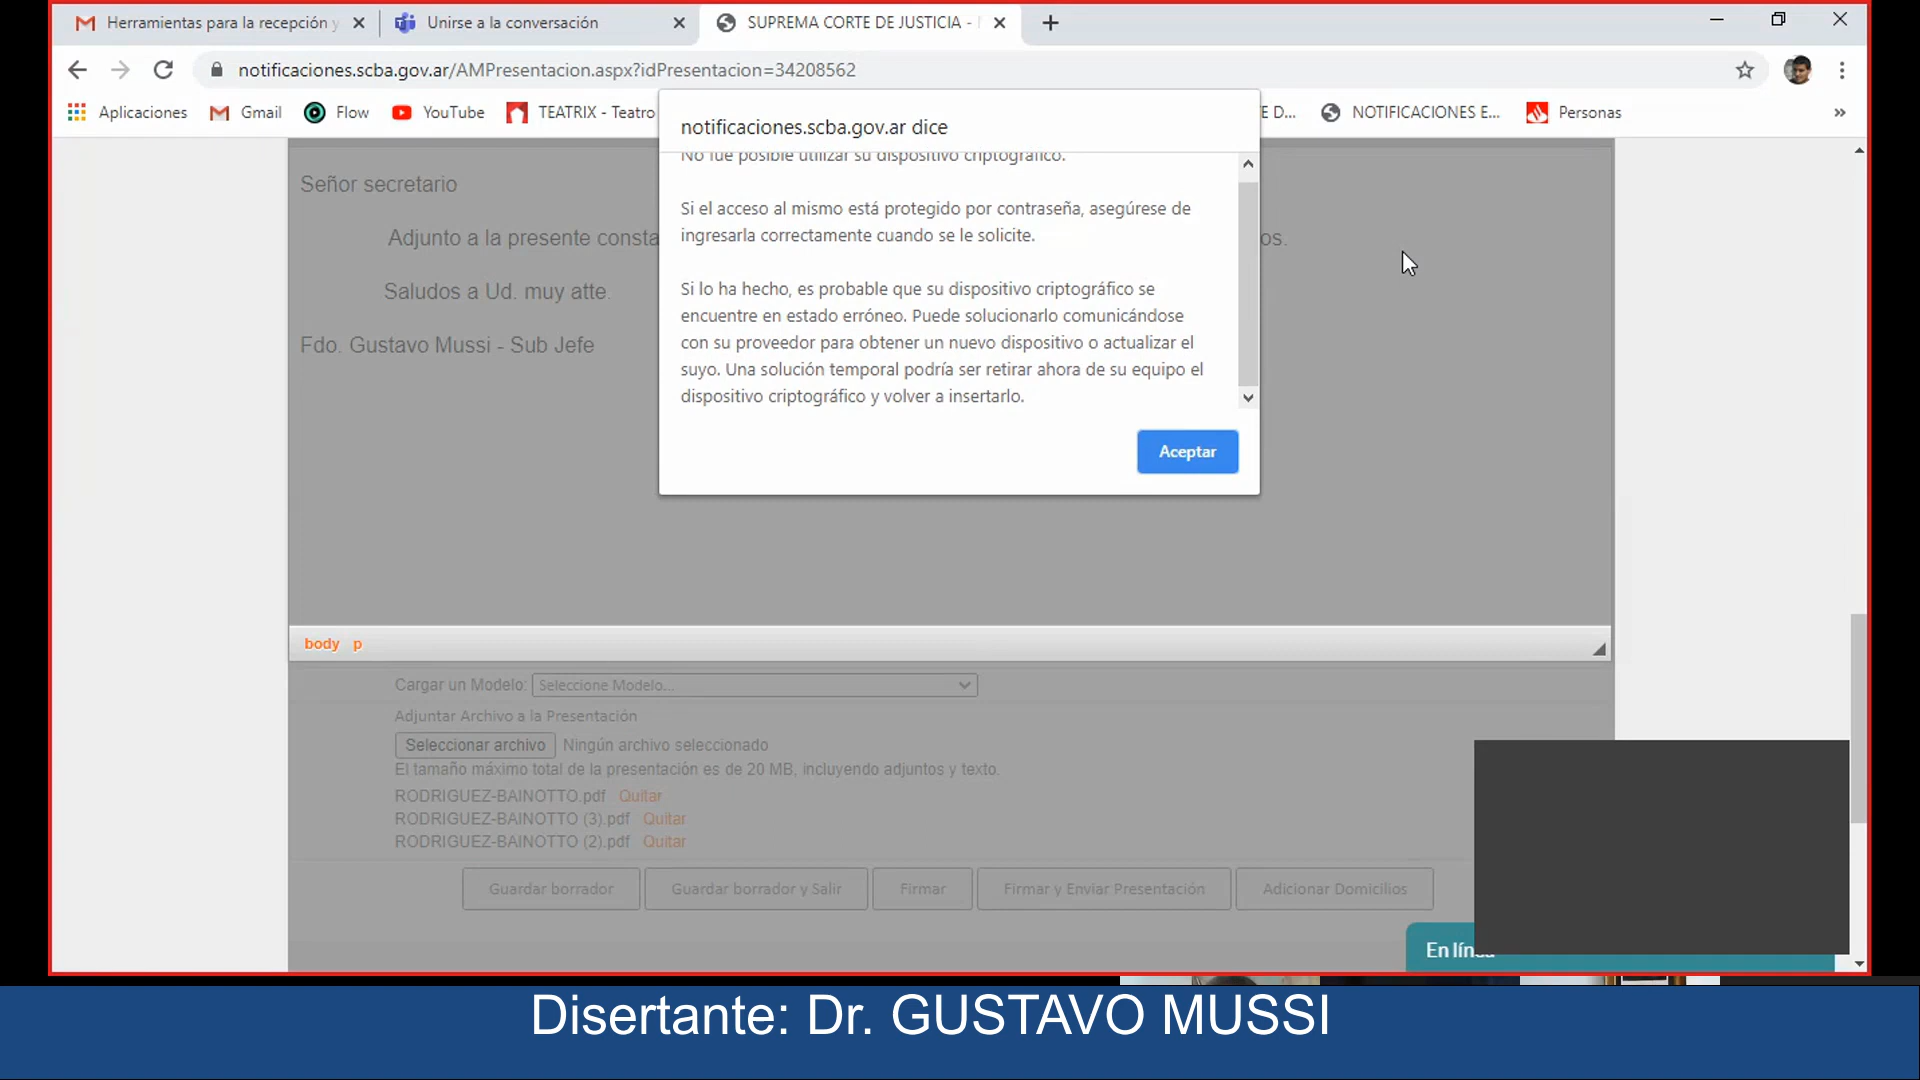 Herramientas para la recepción y
Unirse a la conversación
SUPREMA CORTE DE JUSTICIA -
notificaciones.scba.gov.ar/AMPresentacion.aspx?idPresentacion=34208562
Aplicaciones
Gmail
Flow
YouTube
TEATRIX - Teatro
E D...
NOTIFICACIONES E...
Personas
»
notificaciones.scba.gov.ar dice
No fue posible utilizar su dispositivo criptográfico.
Si el acceso al mismo está protegido por contraseña, asegúrese de
ingresarla correctamente cuando se le solicite.
Si lo ha hecho, es probable que su dispositivo criptográfico se
encuentre en estado erróneo. Puede solucionarlo comunicándose
con su proveedor para obtener un nuevo dispositivo o actualizar el
suyo. Una solución temporal podría ser retirar ahora de su equipo el
dispositivo criptográfico y volver a insertarlo.
Aceptar
Señor secretario
Adjunto a la presente consta
os.
Saludos a Ud. muy atte.
Fdo. Gustavo Mussi - Sub Jefe
body p
Cargar un Modelo: Seleccione Modelo...
Adjuntar Archivo a la Presentación
Seleccionar archivo Ningún archivo seleccionado
El tamaño máximo total de la presentación es de 20 MB, incluyendo adjuntos y texto.
RODRIGUEZ-BAINOTTO.pdf Quitar
RODRIGUEZ-BAINOTTO (3).pdf Quitar
RODRIGUEZ-BAINOTTO (2).pdf Quitar
Guardar borrador
Guardar borrador y Salir
Firmar
Firmar y Enviar Presentación
Adicionar Domicilios
En línea
Disertante: Dr. GUSTAVO MUSSI